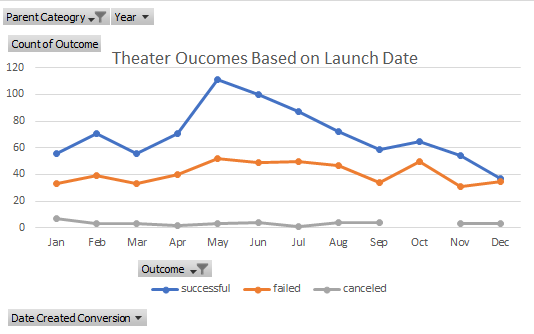 Parent Cateogry Year
Count of Outcome
Theater Oucomes Based on Launch Date
120
100
80
60
40
20
0
Jan Feb Mar Apr May Jun Jul Aug Sep Oct Nov Dec
Outcome
successful failed canceled
Date Created Conversion